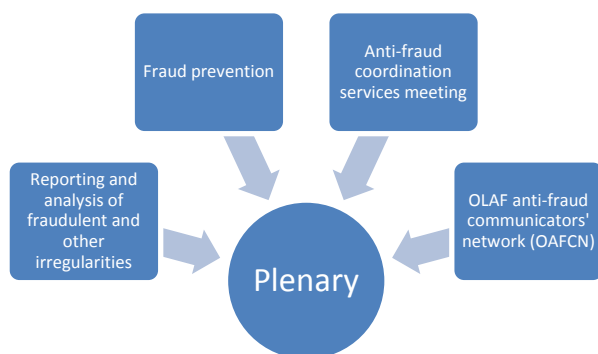 Fraud prevention
Anti-fraud
coordination
services meeting
Reporting and
analysis of
fraudulent and
other
irregularities
OLAF anti-fraud
communicators'
network (OAFCN)
Plenary